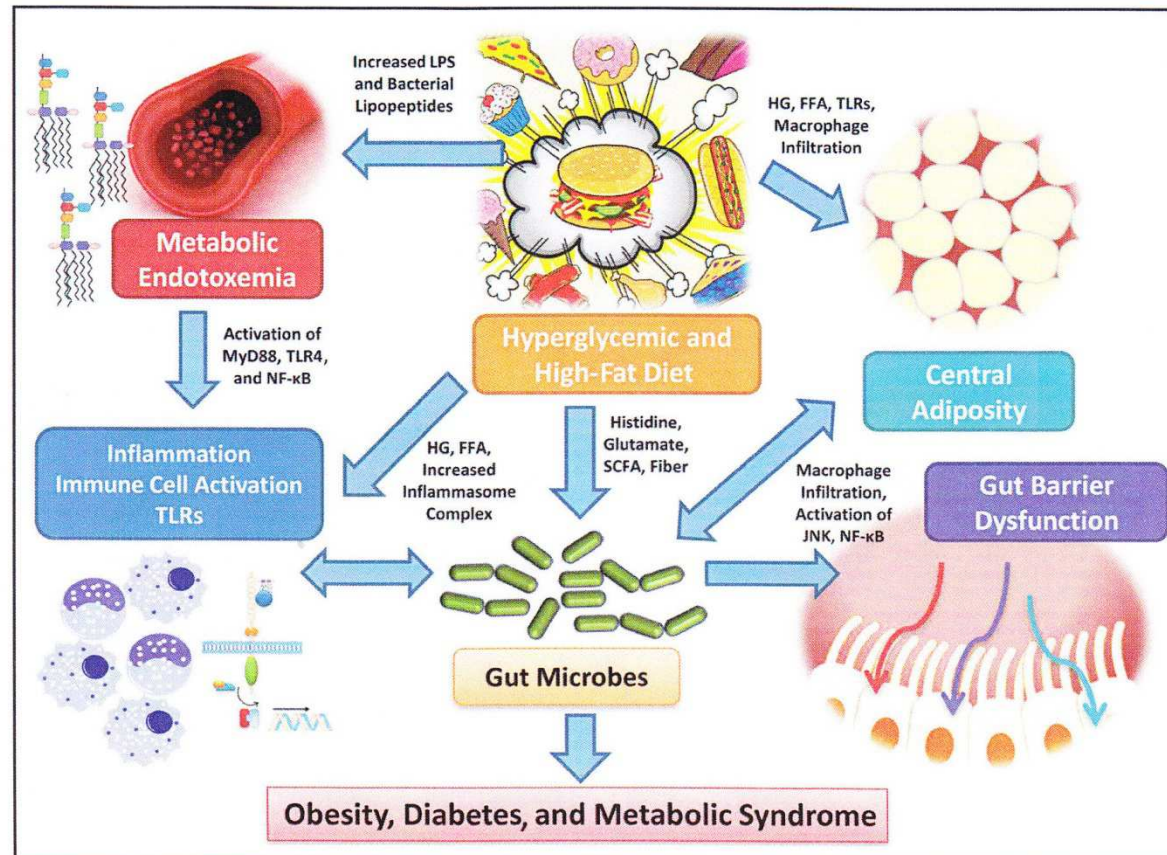 Increased LPS
and Bacterial
Lipopeptides
HG, FFA, TLRs,
Macrophage
Infiltration
Metabolic
Endotoxemia
Activation of
MyD88, TLR4,
and NF-κB
Hyperglycemic and
High-Fat Diet
Central
Adiposity
Inflammation
Immune Cell Activation
TLRs
HG, FFA,
Increased
Inflammasome
Complex
Histidine,
Glutamate,
SCFA, Fiber
Macrophage
Infiltration,
Activation of
JNK, NF-κB
Gut Barrier
Dysfunction
Gut Microbes
Obesity, Diabetes, and Metabolic Syndrome